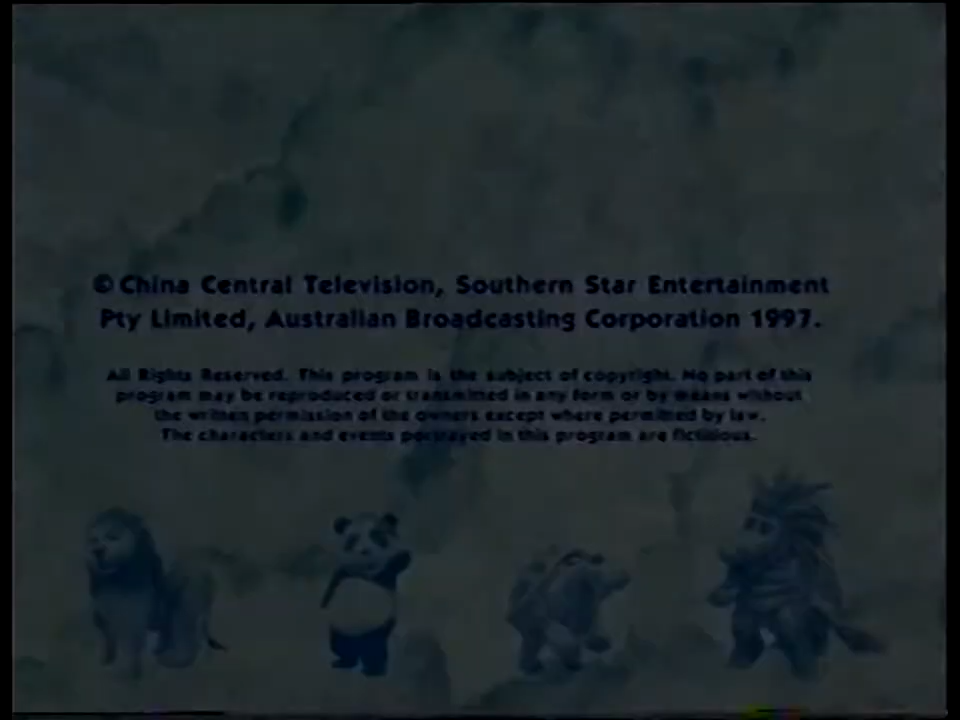 © China Central Television, Southern Star Entertainment
Pty Limited, Australian Broadcasting Corporation 1997.
All Rights Reserved. This program is the subject of copyright. No part of this
program may be reproduced or transmitted in any form or by means without
the written permission of the owners except where permitted by law.
The characters and events portrayed in this program are fictitious.